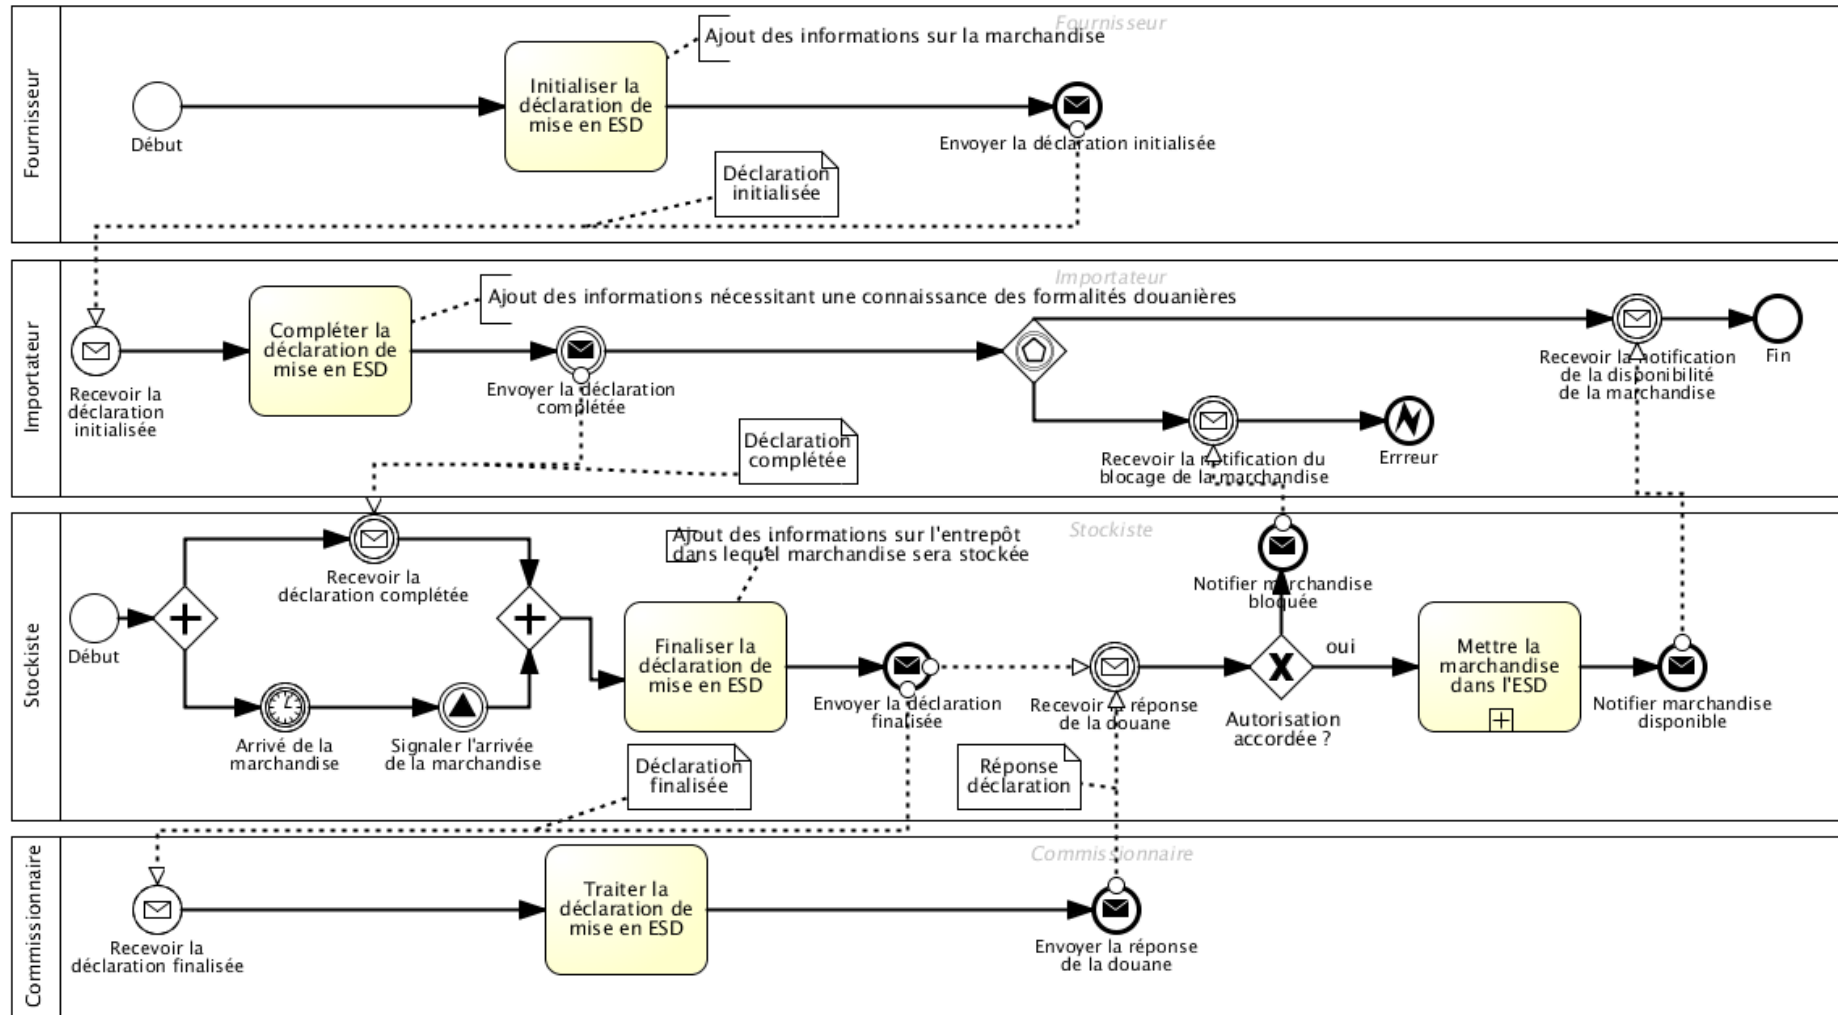 Fournisseur
Fournisseur
Ajout des informations sur la marchandise
Initialiser la
déclaration de
mise en ESD
Début
Envoyer la déclaration initialisée
Déclaration
initialisée
Importateur
Importateur
Ajout des informations nécessitant une connaissance des formalités douanières
Compléter la
déclaration de
mise en ESD
Recevoir la
déclaration
initialisée
Envoyer la déclaration
complétée
Déclaration
complétée
Recevoir la notification du
blocage de la marchandise
Errreur
Recevoir la notification
de la disponibilité
de la marchandise
Fin
Stockiste
Stockiste
Début
Recevoir la
déclaration complétée
Arrivé de la
marchandise
Signaler l'arrivée
de la marchandise
Ajout des informations sur l'entrepôt
dans lequel marchandise sera stockée
Finaliser la
déclaration de
mise en ESD
Envoyer la déclaration
finalisée
Déclaration
finalisée
Recevoir la réponse
de la douane
Réponse
déclaration
Notifier marchandise
bloquée
Autorisation
accordée ?
oui
Mettre la
marchandise
dans l'ESD
Notifier marchandise
disponible
Commissionnaire
Commissionnaire
Recevoir la
déclaration finalisée
Traiter la
déclaration de
mise en ESD
Envoyer la réponse
de la douane